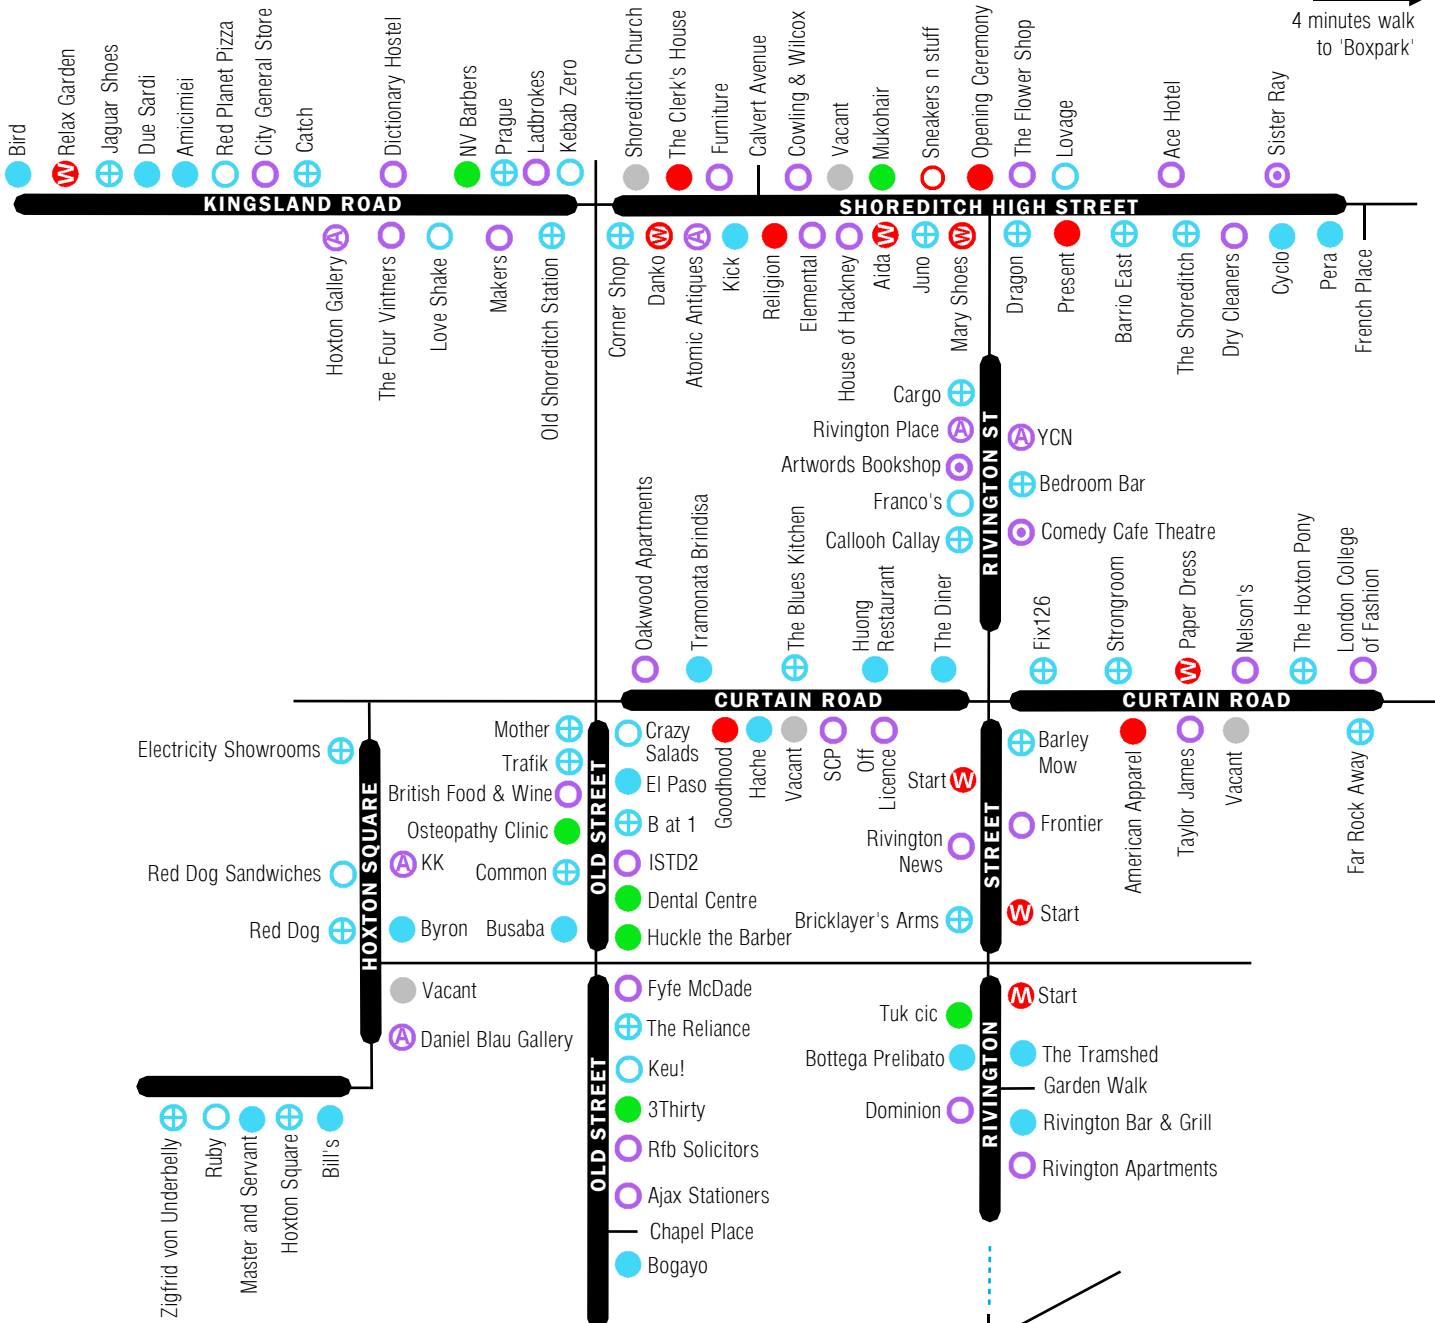 4 minutes walk
to 'Boxpark'
Bird
Relax Garden
Jaguar Shoes
Due Sardi
Amicimiei
Red Planet Pizza
City General Store
Catch
Dictionary Hostel
NV Barbers
Prague
Ladbrokes
Kebab Zero
Shoreditch Church
The Clerk's House
Furniture
Calvert Avenue
Cowling & Wilcox
Vacant
Mukohair
Sneakers n stuff
Opening Ceremony
The Flower Shop
Lovage
Ace Hotel
Sister Ray
W
KINGSLAND ROAD
SHOREDITCH HIGH STREET
A
W
A
W
W
Hoxton Gallery
The Four Vintners
Love Shake
Makers
Old Shoreditch Station
Corner Shop
Danko
Atomic Antiques
Kick
Religion
Elemental
House of Hackney
Aida
Juno
Mary Shoes
Dragon
Present
Barrio East
The Shoreditch
Dry Cleaners
Cyclo
Pera
French Place
RIVINGTON ST
Cargo
Rivington Place
A
A
YCN
Artwords Bookshop
Bedroom Bar
Franco's
Comedy Cafe Theatre
Callooh Callay
Oakwood Apartments
Tramonata Brindisa
The Blues Kitchen
Huong
Restaurant
The Diner
Fix126
Strongroom
Paper Dress
Nelson's
The Hoxton Pony
London College
of Fashion
W
CURTAIN ROAD
CURTAIN ROAD
Goodhood
Hache
Vacant
SCP
Off
Licence
American Apparel
Taylor James
Vacant
Far Rock Away
Electricity Showrooms
Red Dog Sandwiches
Red Dog
HOXTON SQUARE
A
KK
Byron
Vacant
A
Daniel Blau Gallery
Mother
Trafik
British Food & Wine
Osteopathy Clinic
Common
Busaba
OLD STREET
Crazy
Salads
El Paso
B at 1
ISTD2
Dental Centre
Huckle the Barber
Start
W
Rivington
News
Bricklayer's Arms
STREET
Barley
Mow
Frontier
W
Start
Zigfrid von Underbelly
Ruby
Master and Servant
Hoxton Square
Bill's
OLD STREET
Fyfe McDade
The Reliance
Keu!
3Thirty
Rfb Solicitors
Ajax Stationers
Chapel Place
Bogayo
Tuk cic
Bottega Prelibato
Dominion
RIVINGTON
W
Start
The Tramshed
Garden Walk
Rivington Bar & Grill
Rivington Apartments